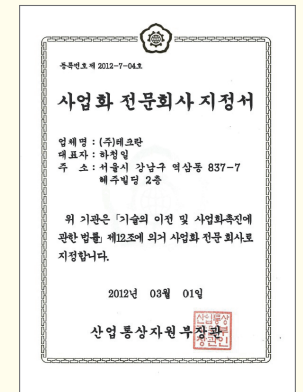 등록번호 제 2012-7-04호
사업화 전문회사 지정서
업체명 : (주)테크란
대표자 : 하청일
주 소 : 서울시 강남구 역삼동 837-7
혜주빌딩 2층
위 기관은 「기술의 이전 및 사업화촉진에
관한 법률」 제12조에 의거 사업화 전문 회사로
지정합니다.
2012년 03월 01일
산업통상자원부장관